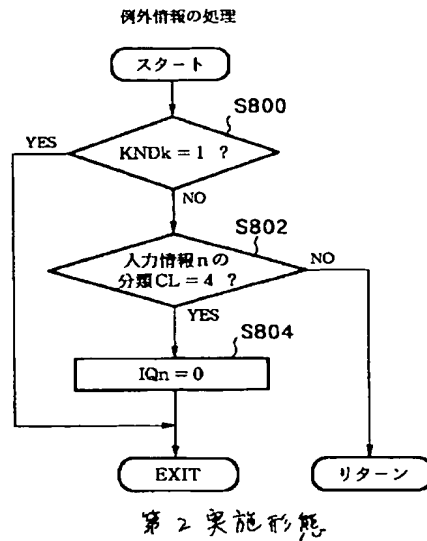 例外情報の処理
スタート
S800
YES
KNDk = 1 ?
NO
S802
入力情報 n の
分類CL = 4 ?
NO
YES
S804
IQn = 0
EXIT
リターン
第2実施形態